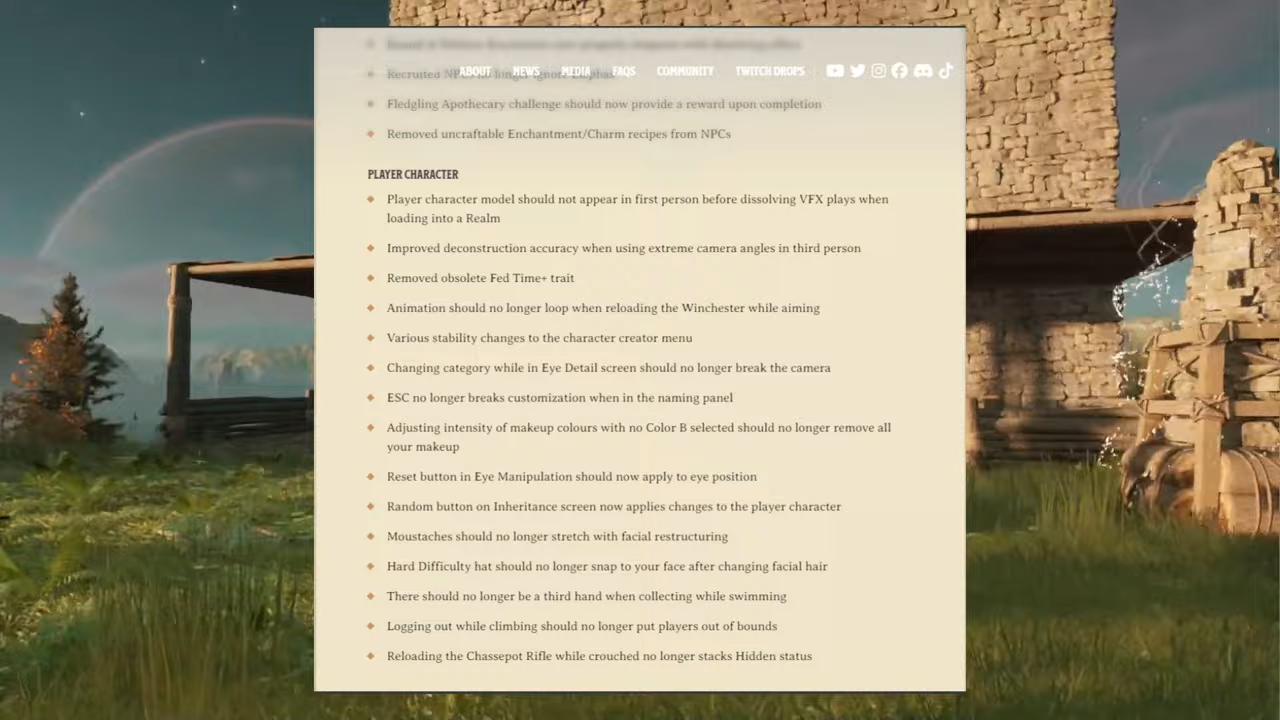 ABOUT NEWS MEDIA FAQS COMMUNITY TWITCH DROPS
Recruited NPCs no longer ignore
Fledgling Apothecary challenge should now provide a reward upon completion
Removed uncraftable Enchantment/Charm recipes from NPCs
PLAYER CHARACTER
Player character model should not appear in first person before dissolving VFX plays when
loading into a Realm
Improved deconstruction accuracy when using extreme camera angles in third person
Removed obsolete Fed Time+ trait
Animation should no longer loop when reloading the Winchester while aiming
Various stability changes to the character creator menu
Changing category while in Eye Detail screen should no longer break the camera
ESC no longer breaks customization when in the naming panel
Adjusting intensity of makeup colours with no Color B selected should no longer remove all
your makeup
Reset button in Eye Manipulation should now apply to eye position
Random button on Inheritance screen now applies changes to the player character
Moustaches should no longer stretch with facial restructuring
Hard Difficulty hat should no longer snap to your face after changing facial hair
There should no longer be a third hand when collecting while swimming
Logging out while climbing should no longer put players out of bounds
Reloading the Chassepot Rifle while crouched no longer stacks Hidden status